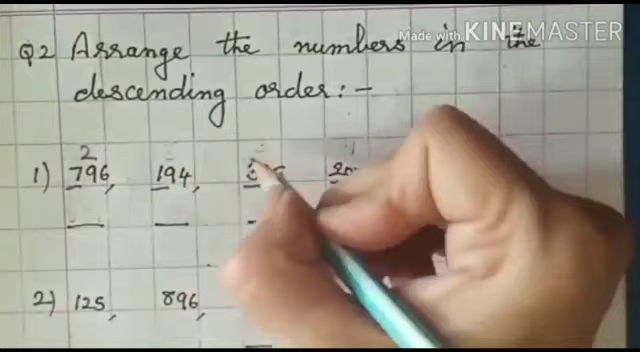 Made with KINEMASTER
Q2 Arrange the numbers in the
descending order:-
2
1) 796, 194,
2) 125, 896,